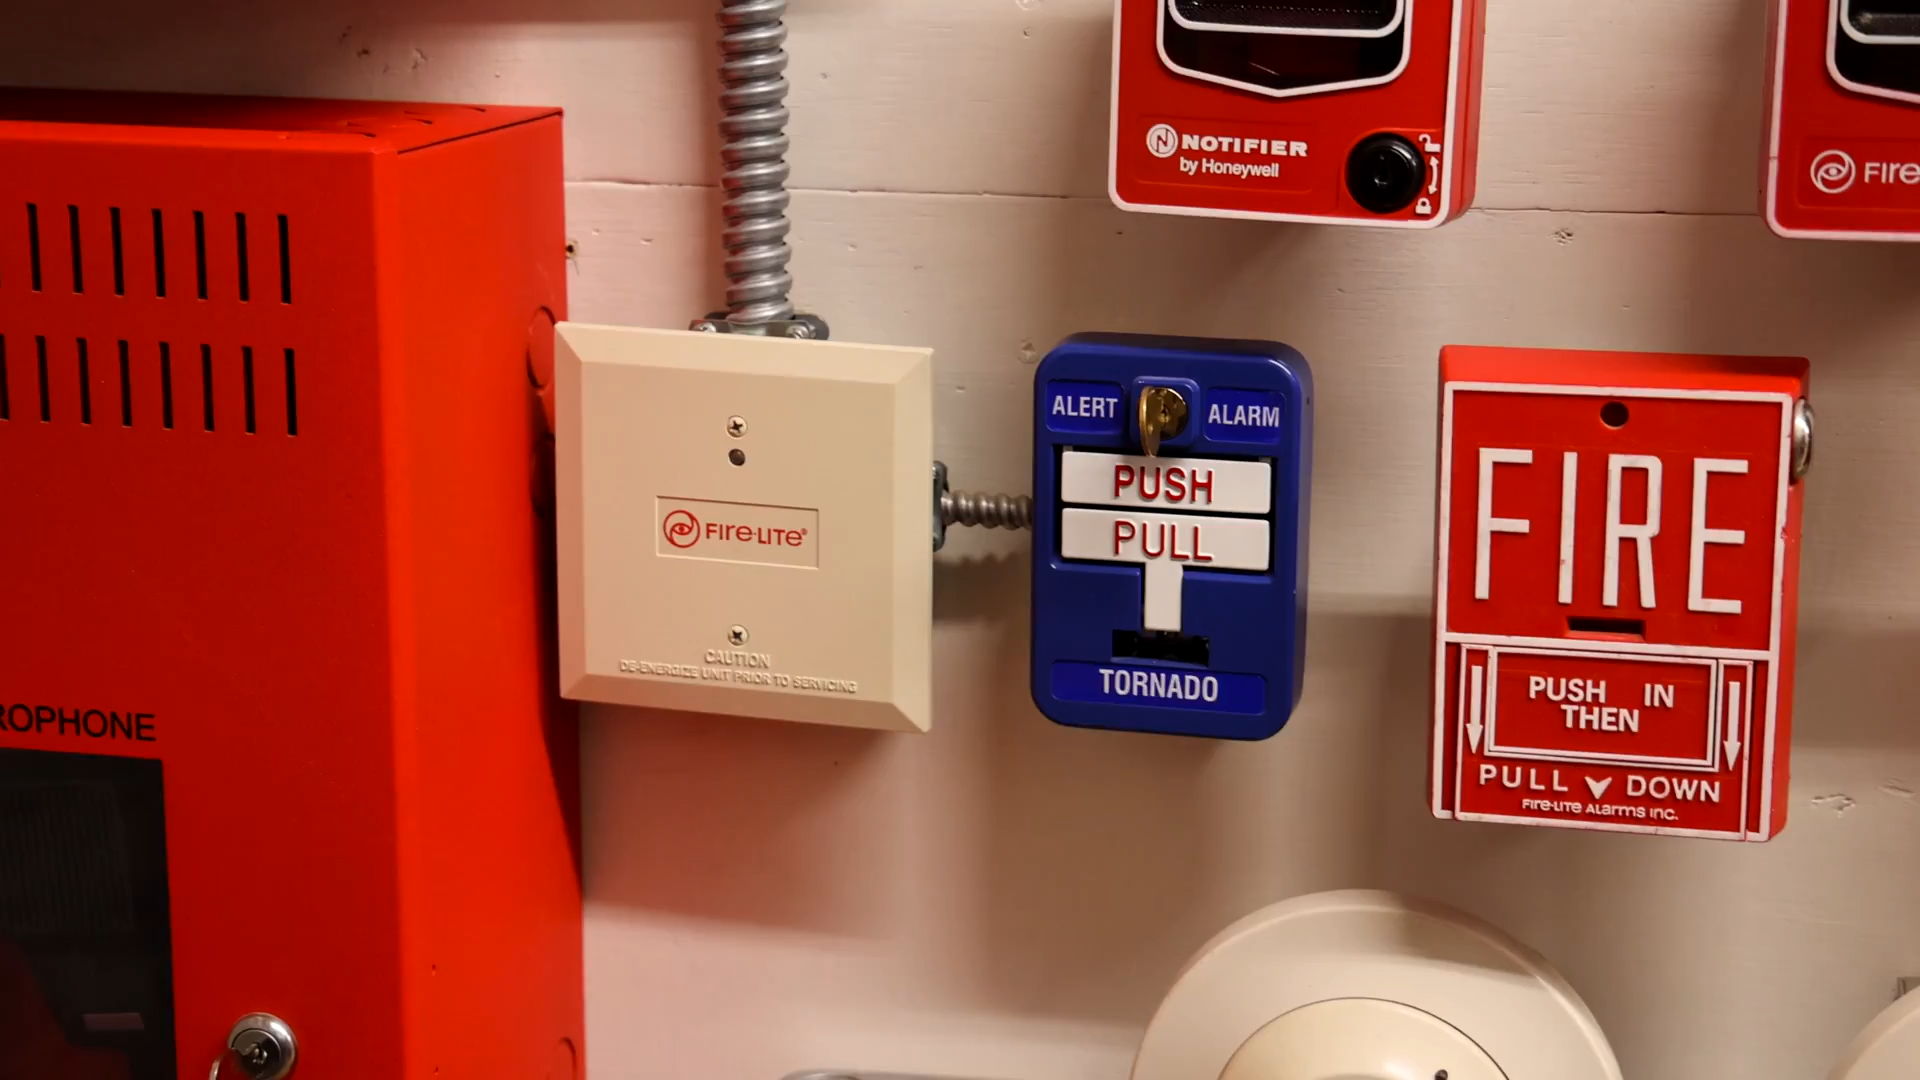 NOTIFIER
by Honeywell
FIRE
ROPHONE
FIRE-LITE®
CAUTION
DE-ENERGIZE UNIT PRIOR TO SERVICING
ALERT
ALARM
PUSH
PULL
TORNADO
FIRE
PUSH IN
THEN
PULL DOWN
FIRE-LITE ALARMS INC.